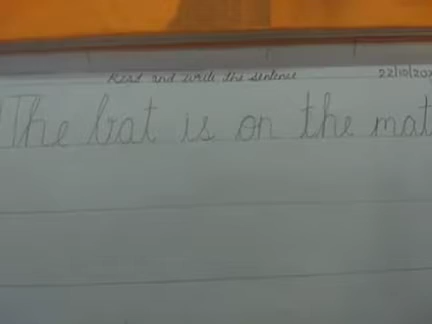 Read and write the sentence 22/10/20
The bat is on the mat